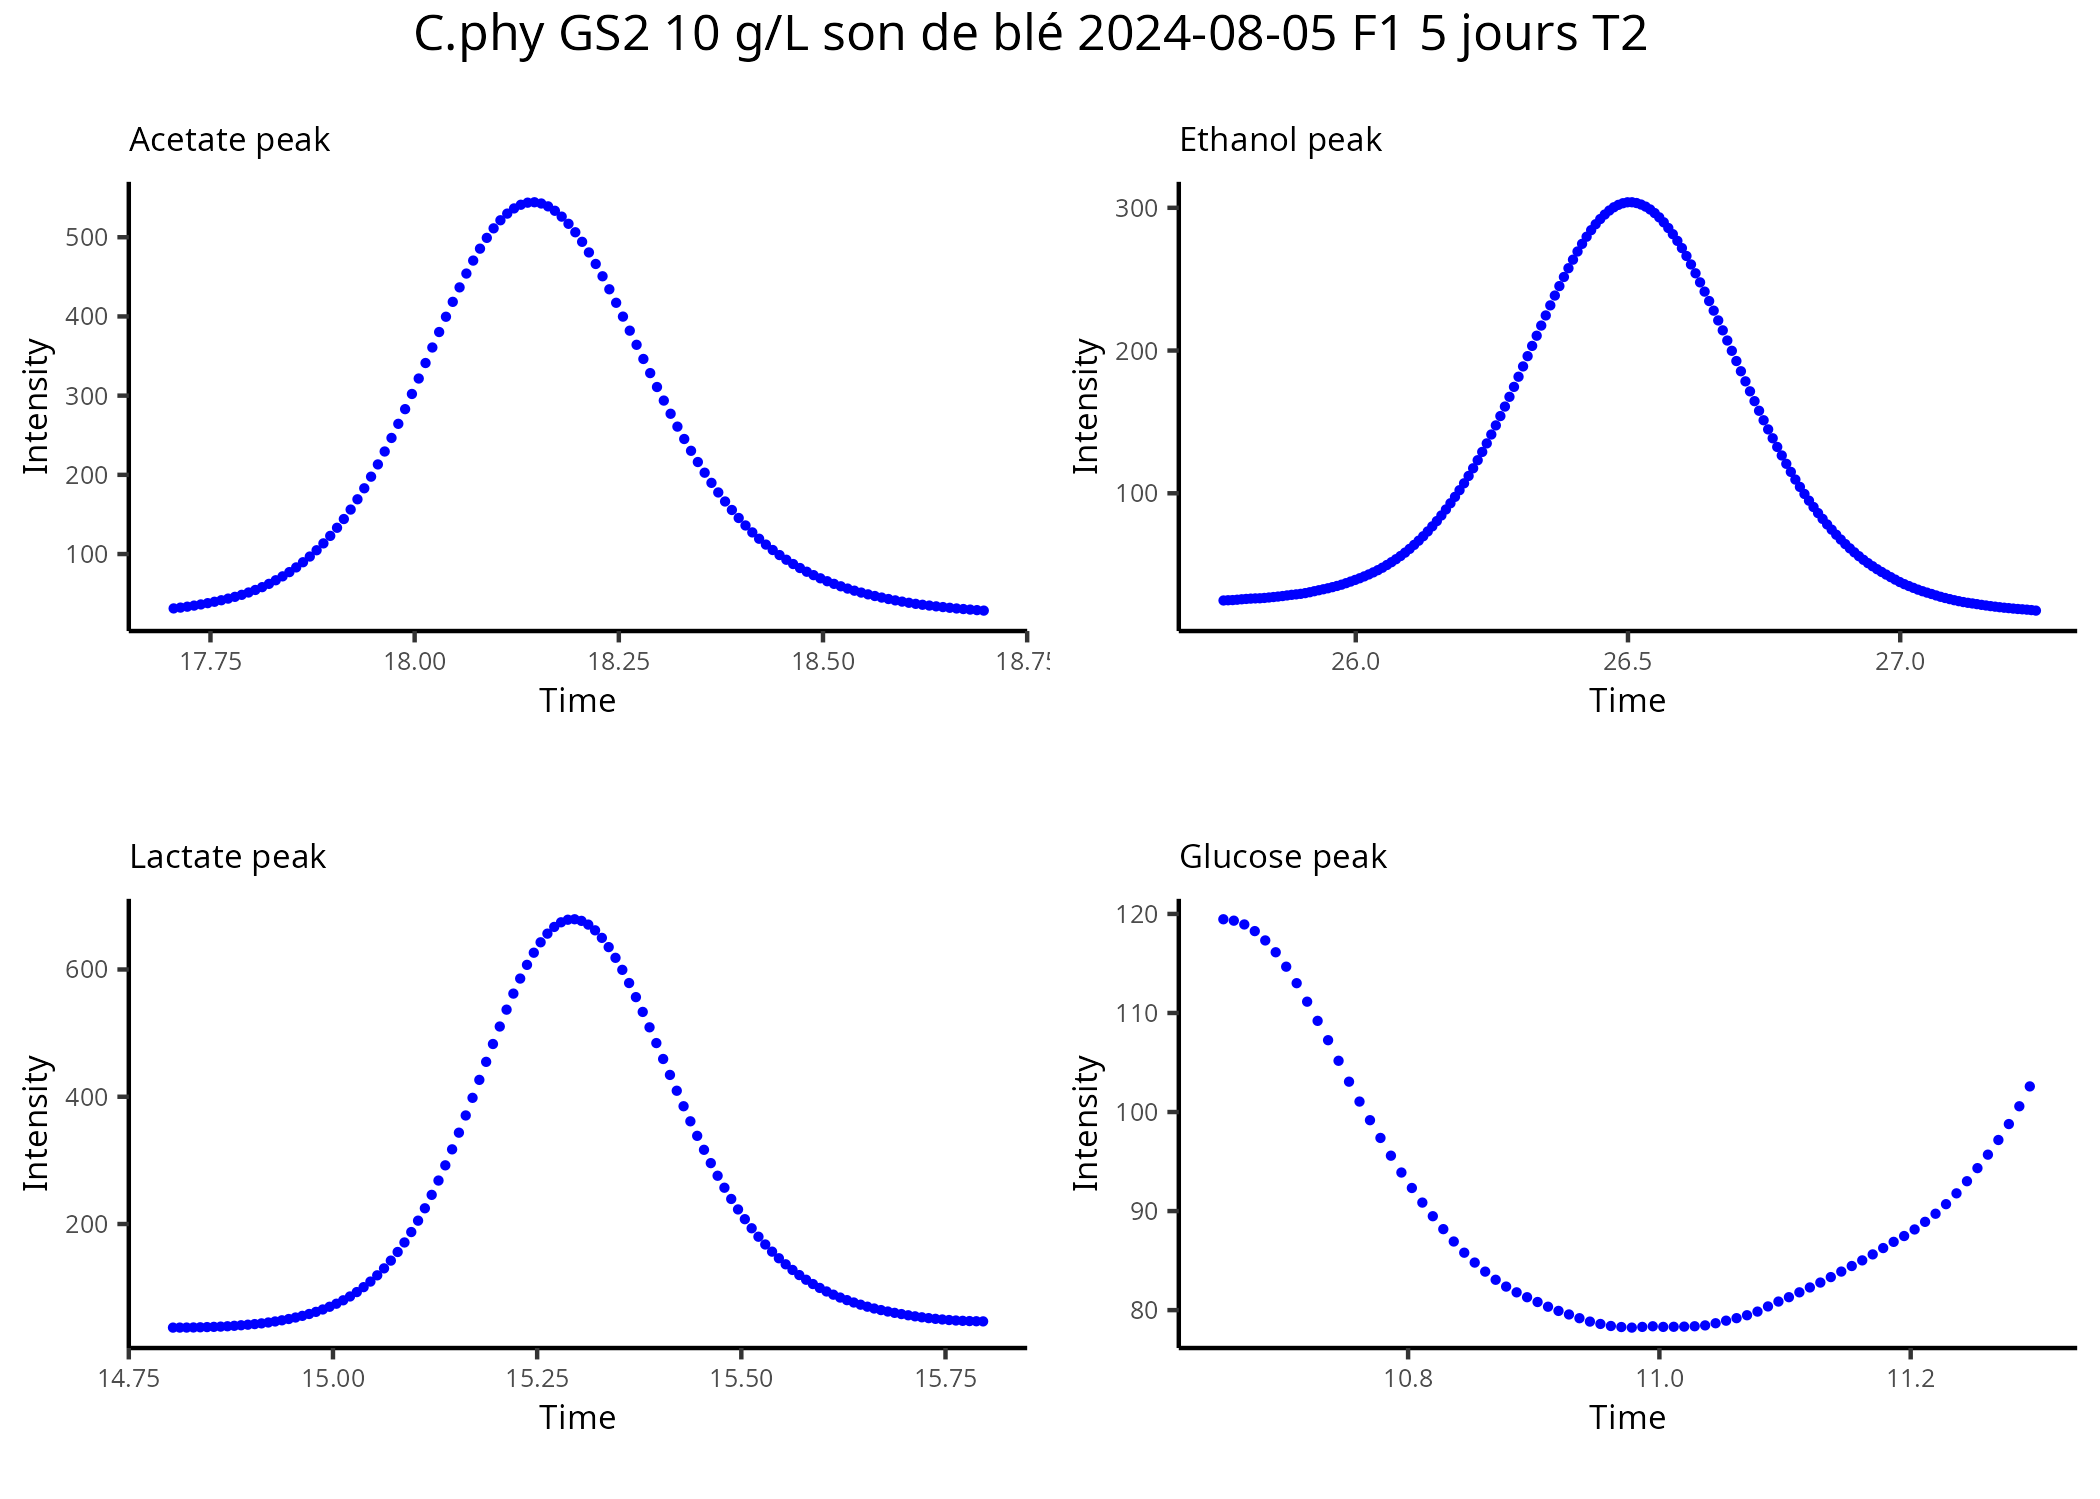 C.phy GS2 10 g/L son de blé 2024-08-05 F1 5 jours T2
Acetate peak
Intensity
500
400
300
200
100
17.75 18.00 18.25 18.50 18.75
Time
Ethanol peak
Intensity
300
200
100
26.0 26.5 27.0
Time
Lactate peak
Intensity
600
400
200
14.75 15.00 15.25 15.50 15.75
Time
Glucose peak
Intensity
120
110
100
90
80
10.8 11.0 11.2
Time